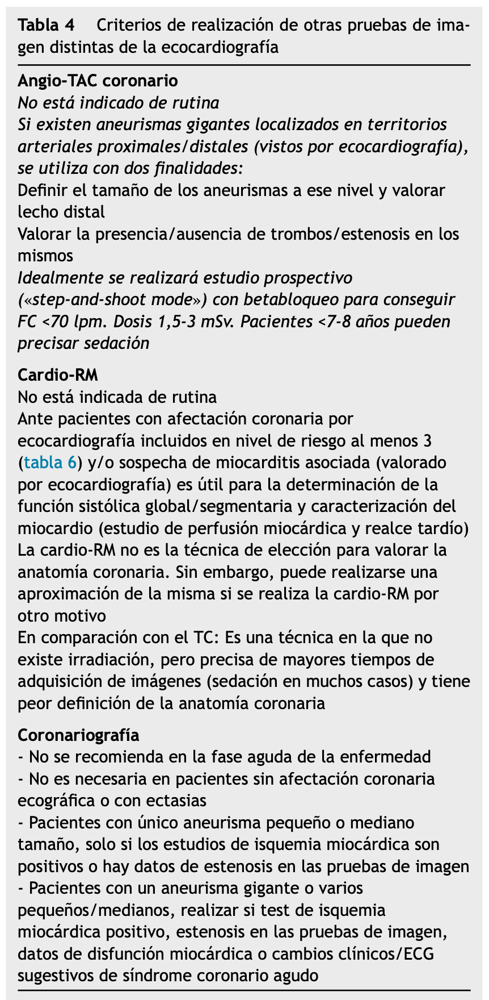 Tabla 4 Criterios de realización de otras pruebas de ima-
gen distintas de la ecocardiografía
Angio-TAC coronario
No está indicado de rutina
Si existen aneurismas gigantes localizados en territorios
arteriales proximales/distales (vistos por ecocardiografía),
se utiliza con dos finalidades:
Definir el tamaño de los aneurismas a ese nivel y valorar
lecho distal
Valorar la presencia/ausencia de trombos/estenosis en los
mismos
Idealmente se realizará estudio prospectivo
(«step-and-shoot mode») con betabloqueo para conseguir
FC <70 lpm. Dosis 1,5-3 mSv. Pacientes <7-8 años pueden
precisar sedación
Cardio-RM
No está indicada de rutina
Ante pacientes con afectación coronaria por
ecocardiografía incluidos en nivel de riesgo al menos 3
(tabla 6) y/o sospecha de miocarditis asociada (valorado
por ecocardiografía) es útil para la determinación de la
función sistólica global/segmentaria y caracterización del
miocardio (estudio de perfusión miocárdica y realce tardío)
La cardio-RM no es la técnica de elección para valorar la
anatomía coronaria. Sin embargo, puede realizarse una
aproximación de la misma si se realiza la cardio-RM por
otro motivo
En comparación con el TC: Es una técnica en la que no
existe irradiación, pero precisa de mayores tiempos de
adquisición de imágenes (sedación en muchos casos) y tiene
peor definición de la anatomía coronaria
Coronariografía
- No se recomienda en la fase aguda de la enfermedad
- No es necesaria en pacientes sin afectación coronaria
ecográfica o con ectasias
- Pacientes con único aneurisma pequeño o mediano
tamaño, solo si los estudios de isquemia miocárdica son
positivos o hay datos de estenosis en las pruebas de imagen
- Pacientes con un aneurisma gigante o varios
pequeños/medianos, realizar si test de isquemia
miocárdica positivo, estenosis en las pruebas de imagen,
datos de disfunción miocárdica o cambios clínicos/ECG
sugestivos de síndrome coronario agudo